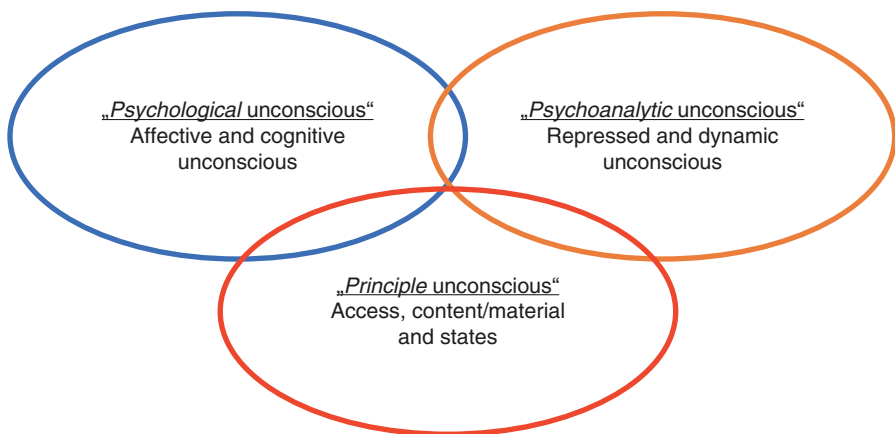 „Psychological unconscious“
Affective and cognitive
unconscious
„Psychoanalytic unconscious“
Repressed and dynamic
unconscious
„Principle unconscious“
Access, content/material
and states